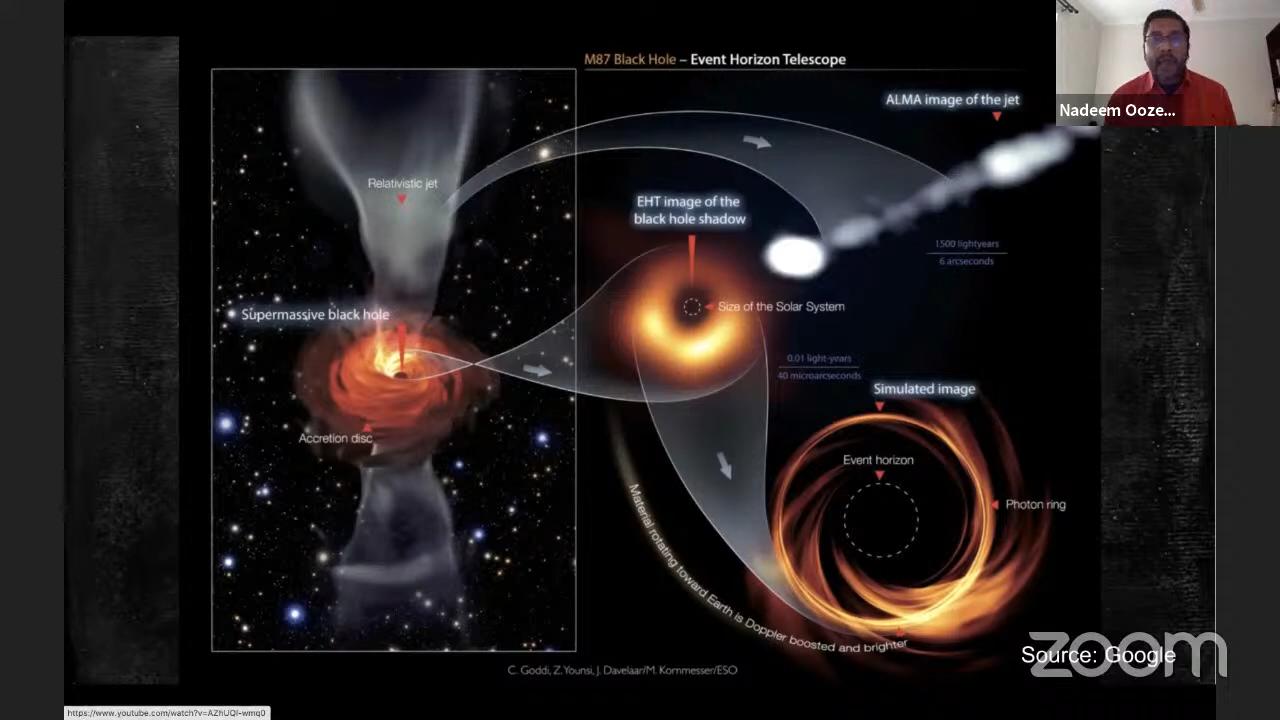 M87 Black Hole – Event Horizon Telescope
Nadeem Ooze...
ALMA image of the jet
Relativistic jet
EHT image of the
black hole shadow
1500 lightyears
6 arcseconds
Supermassive black hole
Size of the Solar System
0.01 light-years
40 microarcseconds
Simulated image
Accretion disc
Event horizon
Photon ring
Material rotating toward Earth is Doppler boosted and brighter
zoom
Source: Google
C. Goddi, Z. Younsi, J. Davelaar/M. Kornmesser/ESO
https://www.youtube.com/watch?v=AZhUQI-wmq0